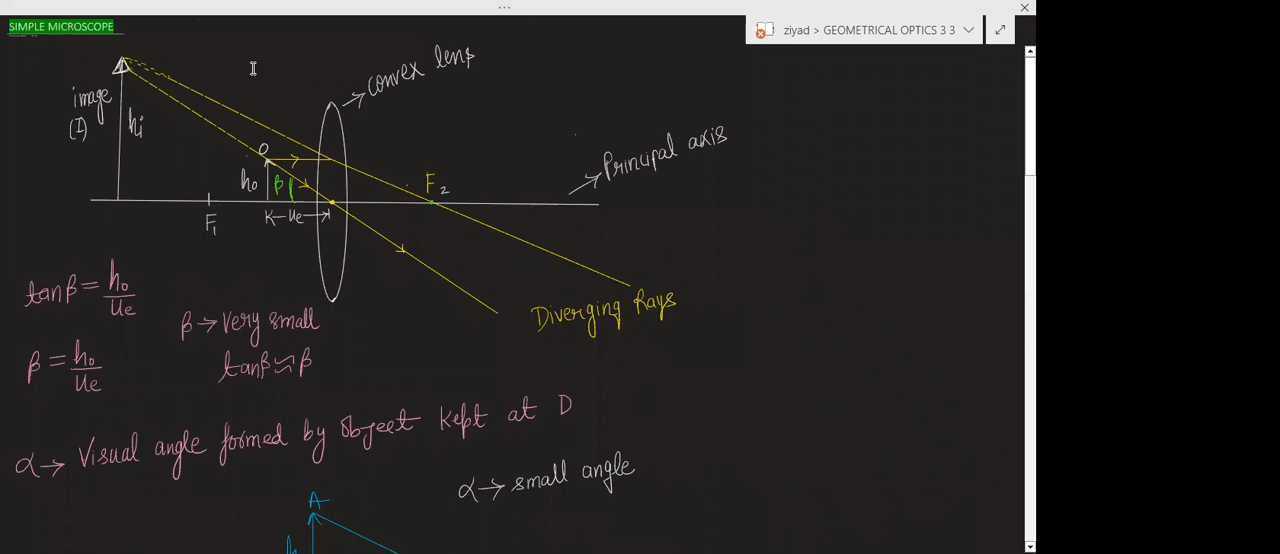 SIMPLE MICROSCOPE
ziyad > GEOMETRICAL OPTICS 3 3
convex lens
image
(I)
hi
O
ho
β
F1
K-ue→
F2
Principal axis
Diverging Rays
tanβ = ho/ue
β → Very small
β = ho/ue
tanβ ≈ β
α → Visual angle formed by object kept at D
α → small angle
A
h